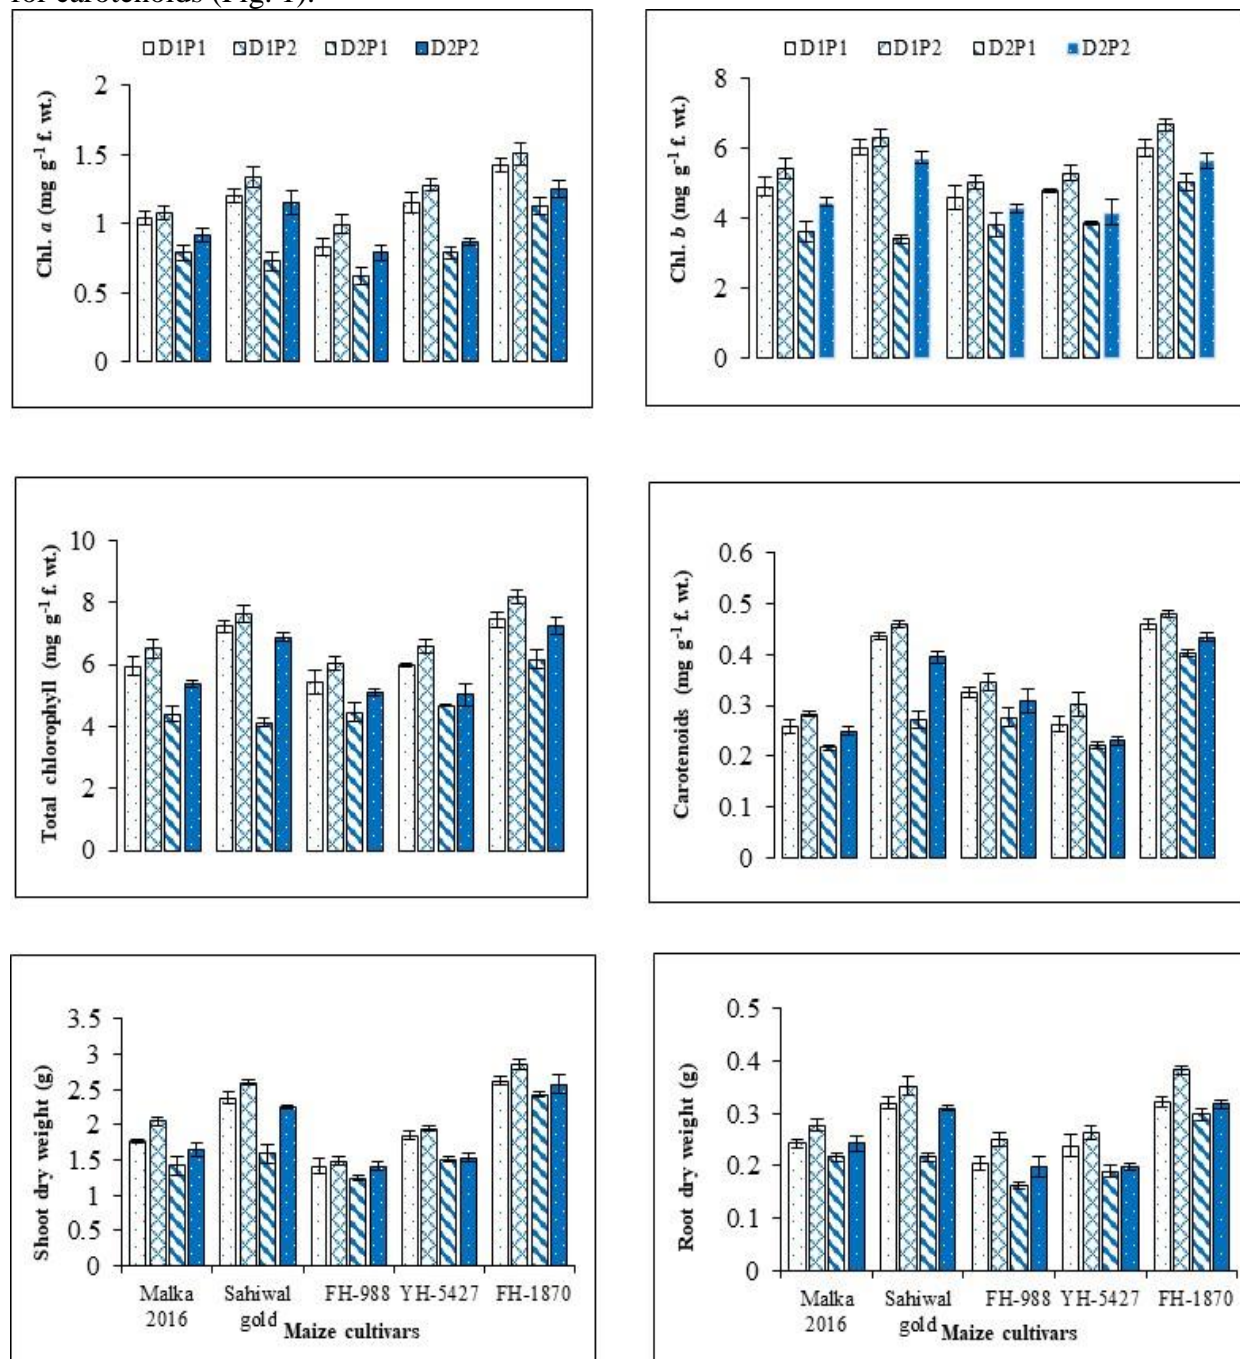 for carotenoids (Fig. 1).
D1P1 D1P2 D2P1 D2P2
Chl. a (mg g-1 f. wt.)
2
1.5
1
0.5
0
D1P1 D1P2 D2P1 D2P2
Chl. b (mg g-1 f. wt.)
8
6
4
2
0
Total chlorophyll (mg g-1 f. wt.)
10
8
6
4
2
0
Carotenoids (mg g-1 f. wt.)
0.6
0.5
0.4
0.3
0.2
0.1
0
Shoot dry weight (g)
3.5
3
2.5
2
1.5
1
0.5
0
Malka 2016
Sahiwal gold
FH-988
YH-5427
FH-1870
Maize cultivars
Root dry weight (g)
0.5
0.4
0.3
0.2
0.1
0
Malka 2016
Sahiwal gold
FH-988
YH-5427
FH-1870
Maize cultivars